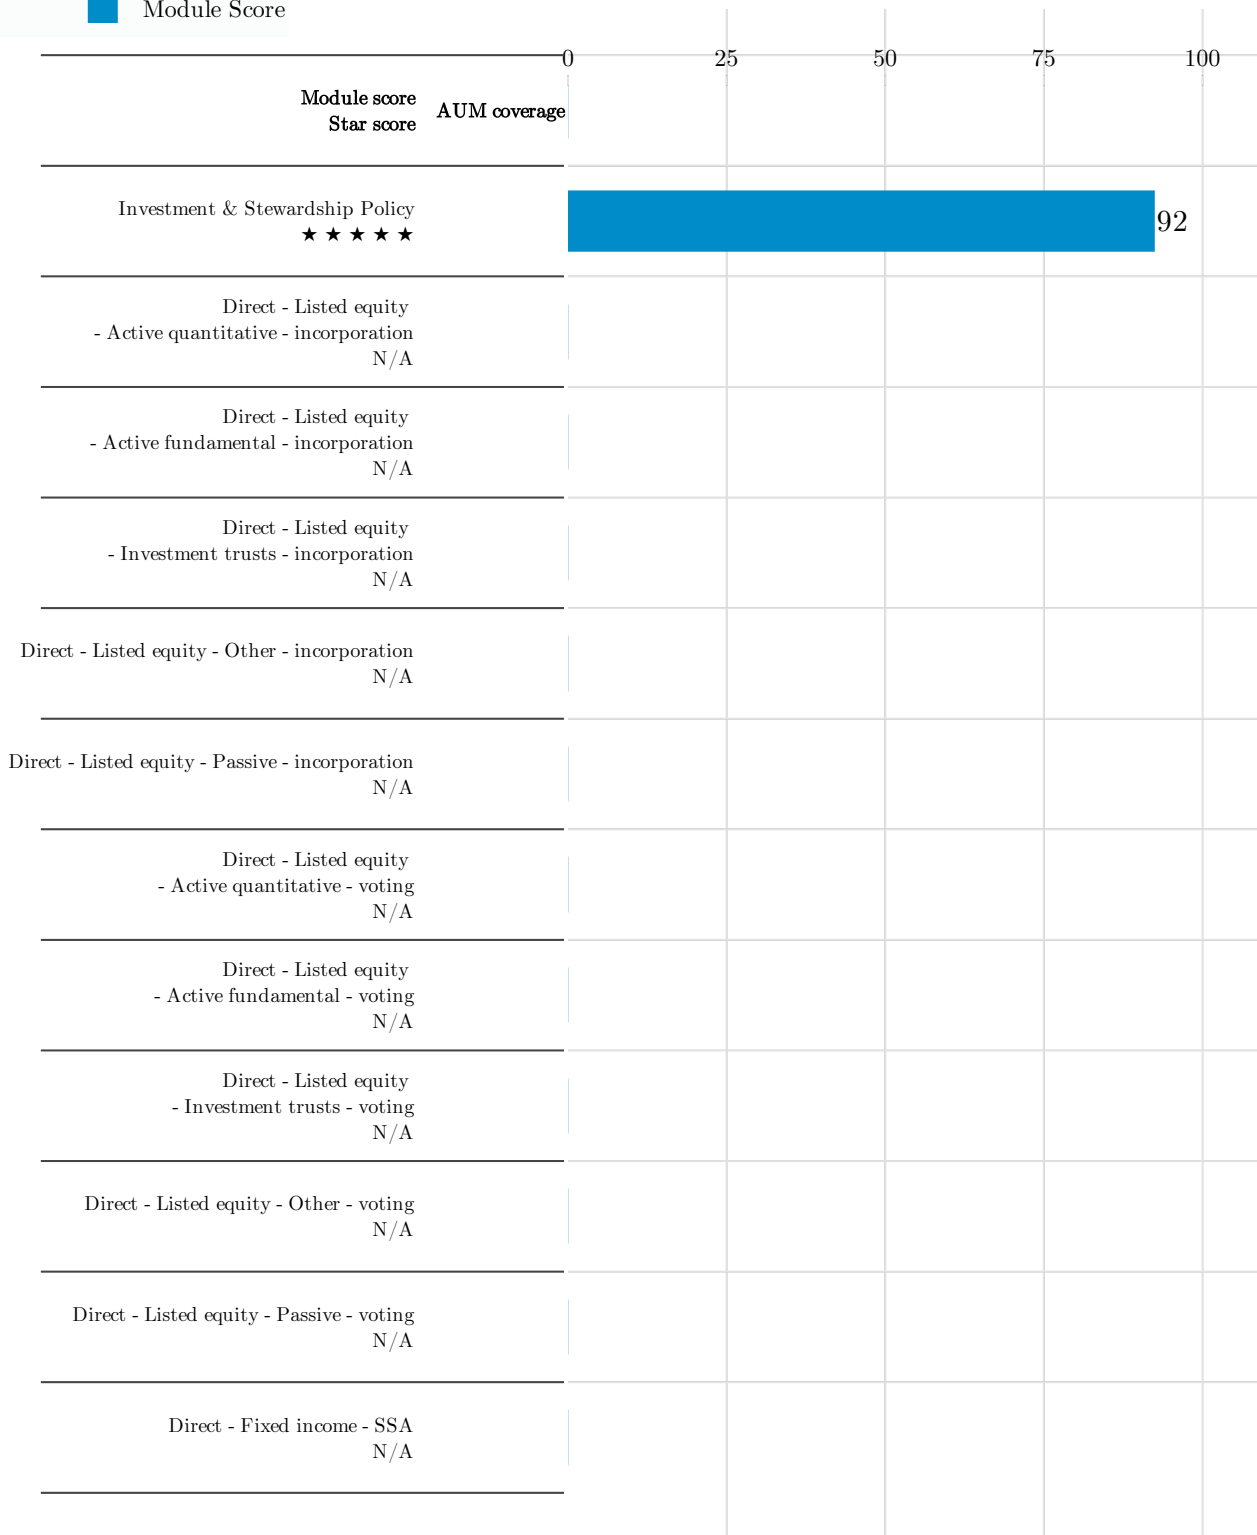 Module Score
0 25 50 75 100
Module score
Star score
AUM coverage
Investment & Stewardship Policy
★ ★ ★ ★ ★
92
Direct - Listed equity
- Active quantitative - incorporation
N/A
Direct - Listed equity
- Active fundamental - incorporation
N/A
Direct - Listed equity
- Investment trusts - incorporation
N/A
Direct - Listed equity - Other - incorporation
N/A
Direct - Listed equity - Passive - incorporation
N/A
Direct - Listed equity
- Active quantitative - voting
N/A
Direct - Listed equity
- Active fundamental - voting
N/A
Direct - Listed equity
- Investment trusts - voting
N/A
Direct - Listed equity - Other - voting
N/A
Direct - Listed equity - Passive - voting
N/A
Direct - Fixed income - SSA
N/A